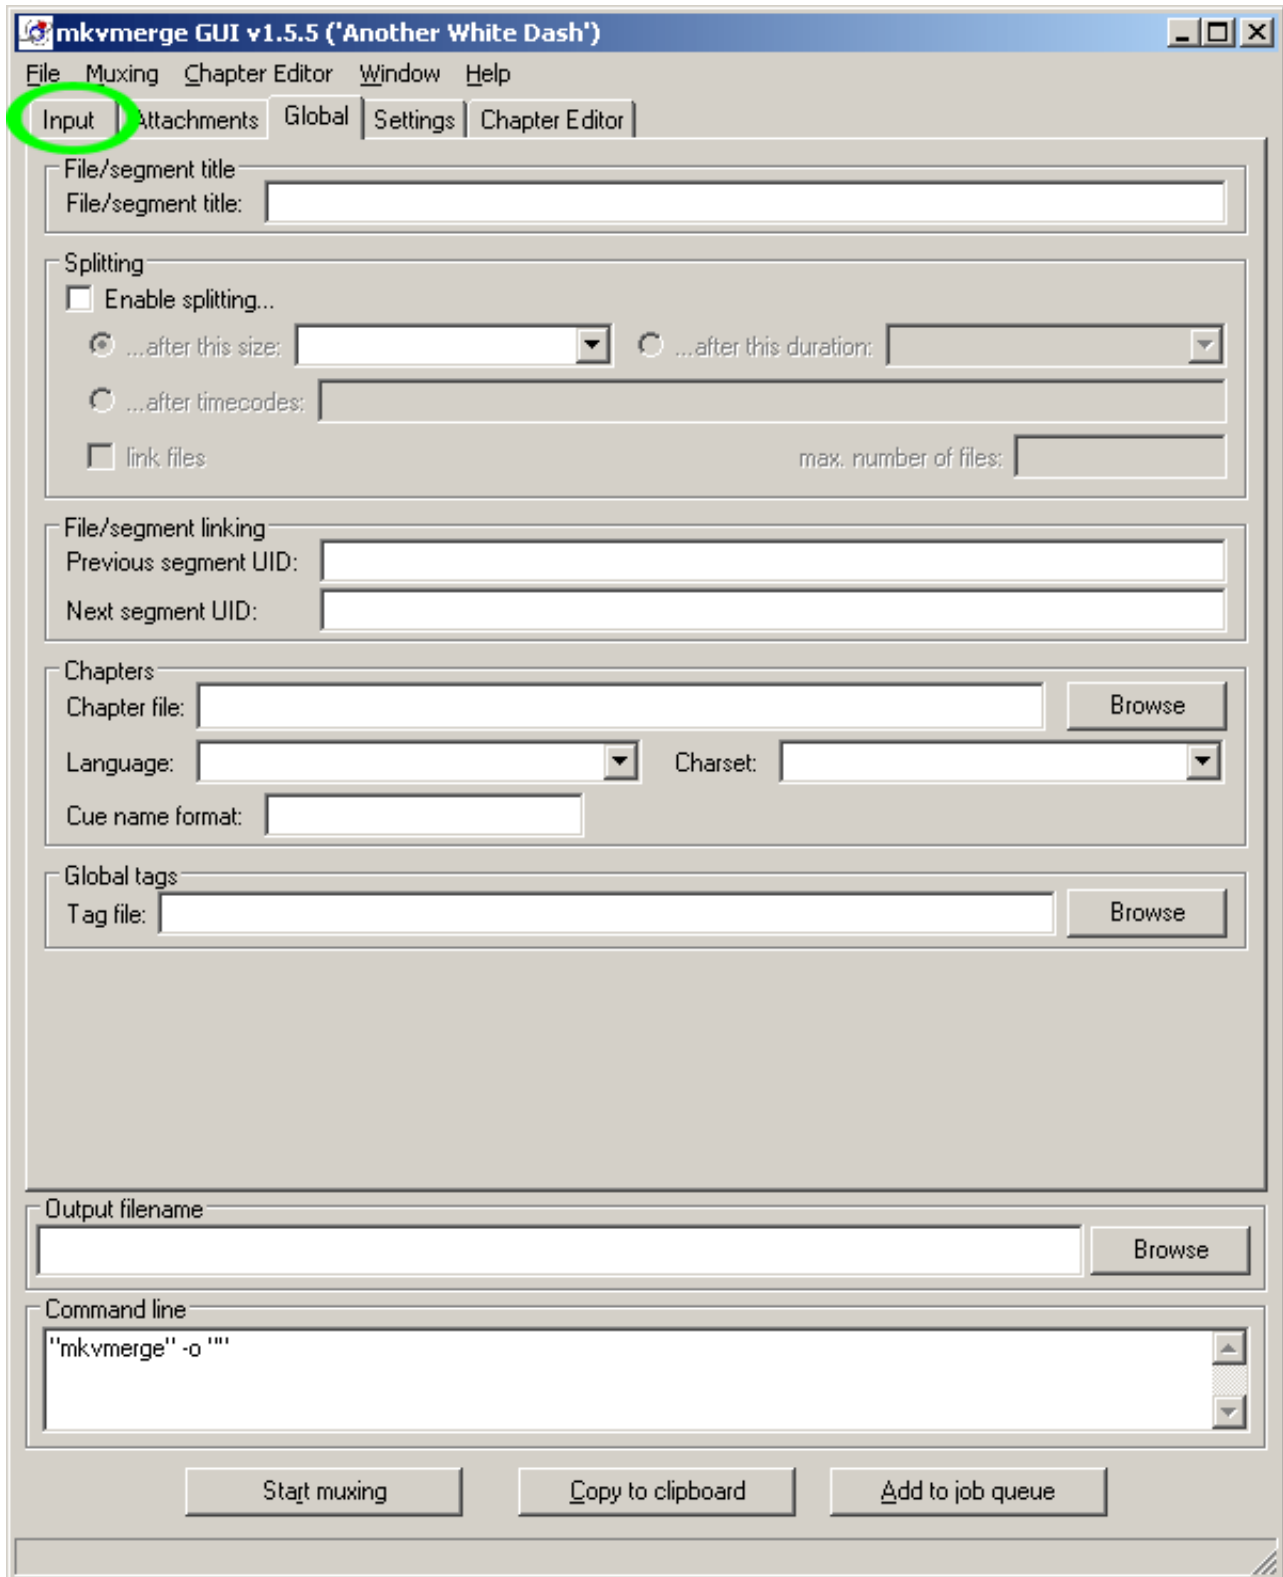 mkvmerge GUI v1.5.5 ('Another White Dash')
File Muxing Chapter Editor Window Help
Input Attachments Global Settings Chapter Editor
File/segment title
File/segment title:
Splitting
Enable splitting...
...after this size: ...after this duration:
...after timecodes:
link files max. number of files:
File/segment linking
Previous segment UID:
Next segment UID:
Chapters
Chapter file: Browse
Language: Charset:
Cue name format:
Global tags
Tag file: Browse
Output filename
Browse
Command line
"mkvmerge" -o ""
Start muxing Copy to clipboard Add to job queue